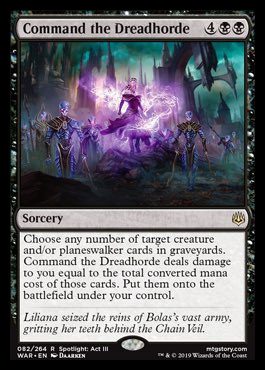 Command the Dreadhorde 4
Sorcery
Choose any number of target creature
and/or planeswalker cards in graveyards.
Command the Dreadhorde deals damage
to you equal to the total converted mana
cost of those cards. Put them onto the
battlefield under your control.
Liliana seized the reins of Bolas's vast army,
gritting her teeth behind the Chain Veil.
082/264 R Spotlight: Act III mtgstory.com
WAR • EN DAARKEN ™ & © 2019 Wizards of the Coast